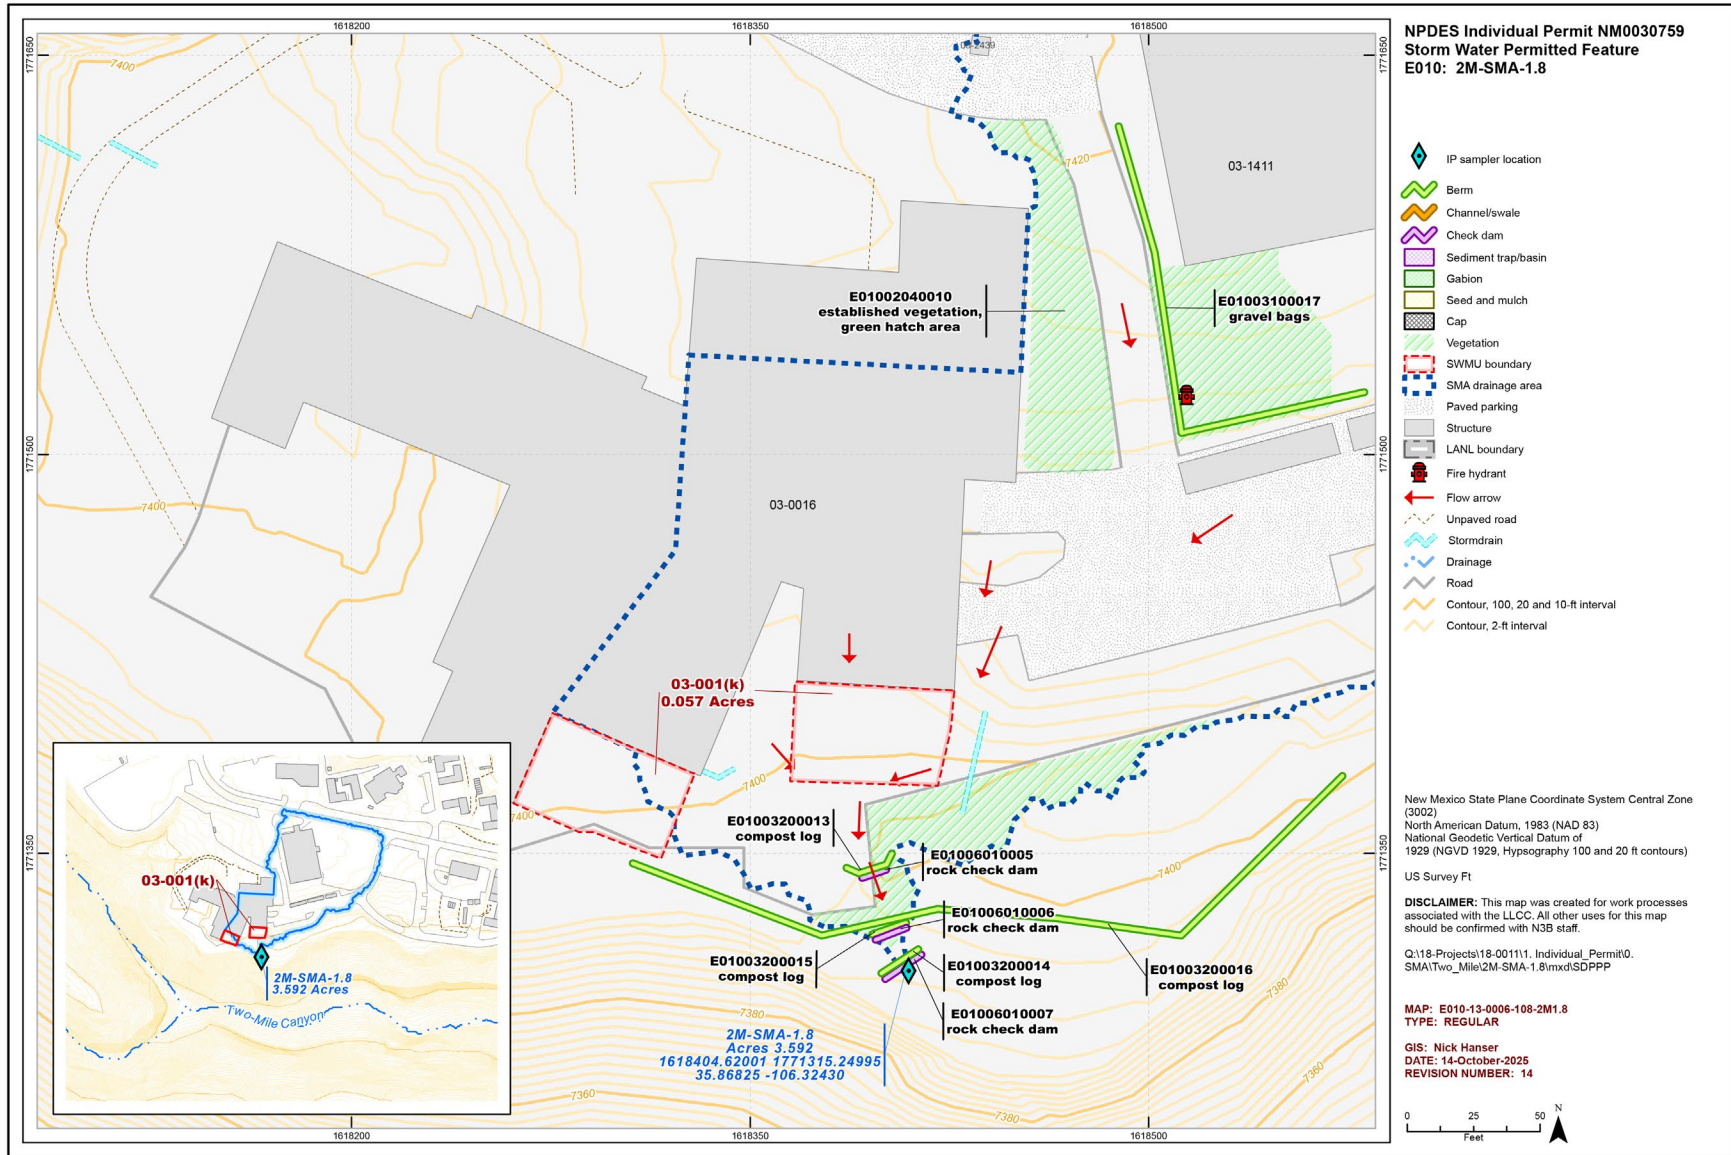 1618200
1618350
1618500
1771650
1771650
7400
03-2439
7420
03-1411
E01002040010
established vegetation,
green hatch area
E01003100017
gravel bags
1771500
1771500
7400
03-0016
03-001(k)
0.057 Acres
7400
7400
E01003200013
compost log
1771350
1771350
E01006010005
rock check dam
7400
E01006010006
rock check dam
E01003200015
compost log
E01003200014
compost log
E01003200016
compost log
7380
7380
E01006010007
rock check dam
2M-SMA-1.8
Acres 3.592
1618404.62001 1771315.24995
35.86825 -106.32430
7360
7360
7380
1618200
1618350
1618500
03-001(k)
2M-SMA-1.8
3.592 Acres
Two-Mile Canyon
NPDES Individual Permit NM0030759
Storm Water Permitted Feature
E010: 2M-SMA-1.8
IP sampler location
Berm
Channel/swale
Check dam
Sediment trap/basin
Gabion
Seed and mulch
Cap
Vegetation
SWMU boundary
SMA drainage area
Paved parking
Structure
LANL boundary
Fire hydrant
Flow arrow
Unpaved road
Stormdrain
Drainage
Road
Contour, 100, 20 and 10-ft interval
Contour, 2-ft interval
New Mexico State Plane Coordinate System Central Zone
(3002)
North American Datum, 1983 (NAD 83)
National Geodetic Vertical Datum of
1929 (NGVD 1929, Hypsography 100 and 20 ft contours)
US Survey Ft
DISCLAIMER: This map was created for work processes
associated with the LLCC. All other uses for this map
should be confirmed with N3B staff.
Q:\18-Projects\18-0011\1. Individual_Permit\0.
SMA\Two_Mile\2M-SMA-1.8\mxd\SDPPP
MAP: E010-13-0006-108-2M1.8
TYPE: REGULAR
GIS: Nick Hanser
DATE: 14-October-2025
REVISION NUMBER: 14
0 25 50
Feet
N